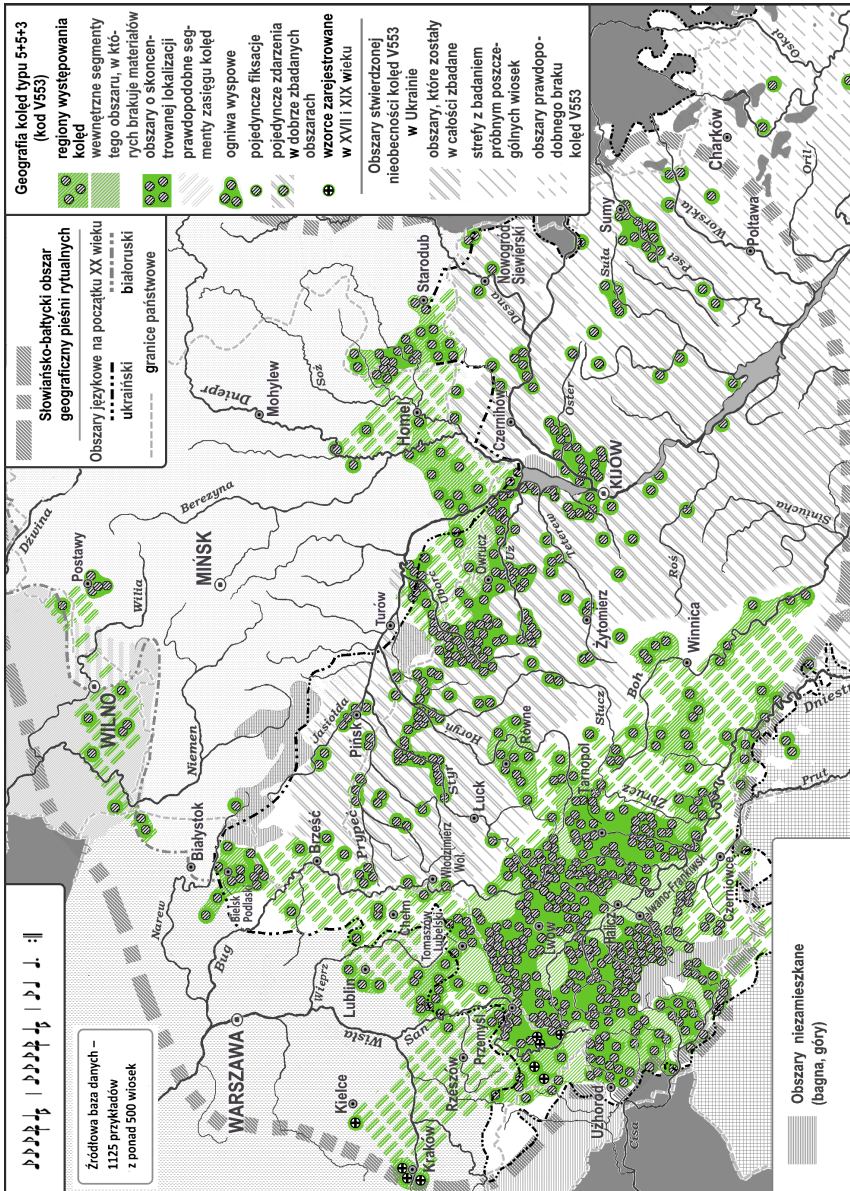 Geografia kolęd typu 5+5+3
(kod V553)
regiony występowania
kolęd
wewnętrzne segmenty
tego obszaru, w któ-
rych brakuje materiałów
obszary o skoncen-
trowanej lokalizacji
prawdopodobne seg-
menty zasięgu kolęd
ogniwa wyspowe
pojedyncze fiksacje
pojedyncze zdarzenia
w dobrze zbadanych
obszarach
wzorce zarejestrowane
w XVII i XIX wieku
Obszary stwierdzonej
nieobecności kolęd V553
w Ukrainie
obszary, które zostały
w całości zbadane
strefy z badaniem
próbnym poszcze-
gólnych wiosek
obszary prawdopo-
dobnego braku
kolęd V553
Słowiańsko-bałtycki obszar
geograficzny pieśni rytualnych
Obszary językowe na początku XX wieku
ukraiński
białoruski
granice państwowe
Źródłowa baza danych –
1125 przykładów
z ponad 500 wiosek
Obszary niezamieszkane
(bagna, góry)
Dźwina
Postawy
Wilia
WILNO
Niemen
MIŃSK
Berezyna
Dniepr
Mohylew
Soż
Starodub
Homel
Nowogród-
Siewierski
Desna
Sumy
Suła
Pseł
Worskla
Charków
Oskoł
Oril
Połtawa
Czernihów
Oster
KIJOW
Teterew
Uż
Owrucz
Uborć
Turów
Żytomierz
Roś
Siniucha
Winnica
Boh
Słucz
Horyń
Równe
Styr
Łuck
Pińsk
Jasiołda
Prypeć
Brześć
Białystok
Bielsk
Podlaski
Narew
Bug
WARSZAWA
Wisła
Wieprz
Lublin
Chełm
Włodzimierz
Woł.
Tomaszów
Lubelski
San
Kielce
Kraków
Rzeszów
Przemyśl
Lwów
Halicz
Iwano-Frankiwsk
Tarnopol
Zbrucz
Czerniowce
Dniestr
Prut
Użhorod
Cisa